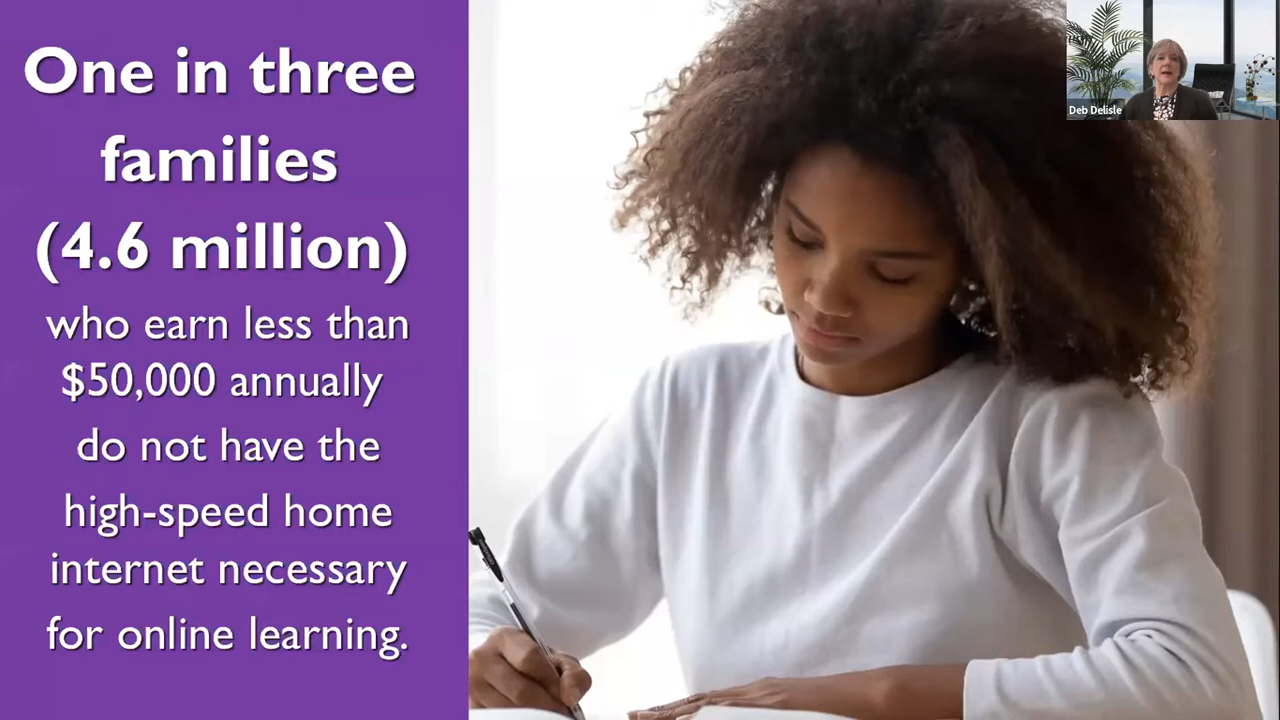 One in three
families
(4.6 million)
who earn less than
$50,000 annually
do not have the
high-speed home
internet necessary
for online learning.
Deb Delisle